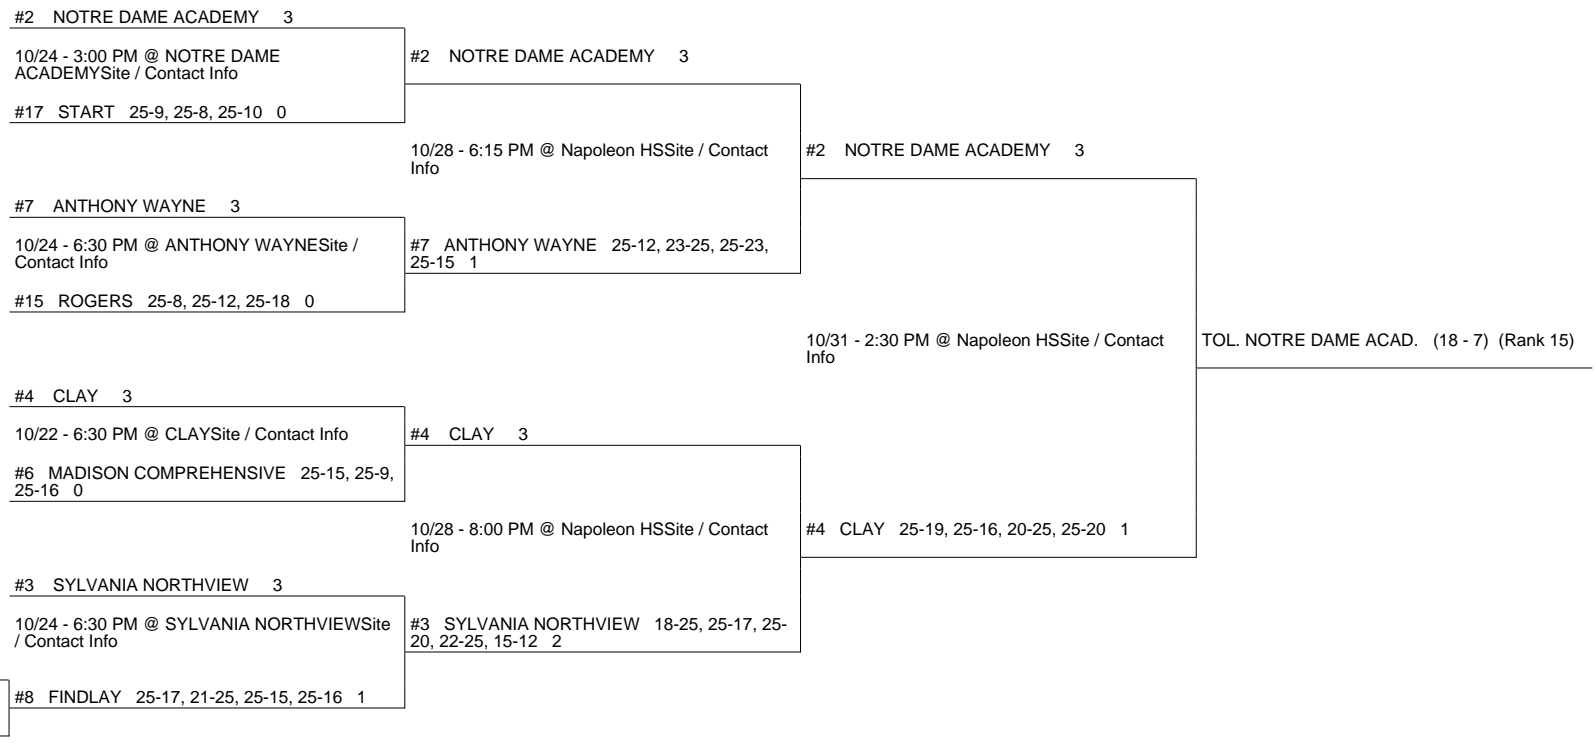 #2 NOTRE DAME ACADEMY 3
10/24 - 3:00 PM @ NOTRE DAME
ACADEMYSite / Contact Info
#17 START 25-9, 25-8, 25-10 0
#2 NOTRE DAME ACADEMY 3
10/28 - 6:15 PM @ Napoleon HSSite / Contact
Info
#7 ANTHONY WAYNE 3
10/24 - 6:30 PM @ ANTHONY WAYNESite /
Contact Info
#15 ROGERS 25-8, 25-12, 25-18 0
#7 ANTHONY WAYNE 25-12, 23-25, 25-23,
25-15 1
#2 NOTRE DAME ACADEMY 3
10/31 - 2:30 PM @ Napoleon HSSite / Contact
Info
TOL. NOTRE DAME ACAD. (18 - 7) (Rank 15)
#4 CLAY 3
10/22 - 6:30 PM @ CLAYSite / Contact Info
#6 MADISON COMPREHENSIVE 25-15, 25-9,
25-16 0
#4 CLAY 3
10/28 - 8:00 PM @ Napoleon HSSite / Contact
Info
#4 CLAY 25-19, 25-16, 20-25, 25-20 1
#3 SYLVANIA NORTHVIEW 3
10/24 - 6:30 PM @ SYLVANIA NORTHVIEWSite
/ Contact Info
#8 FINDLAY 25-17, 21-25, 25-15, 25-16 1
#3 SYLVANIA NORTHVIEW 18-25, 25-17, 25-
20, 22-25, 15-12 2